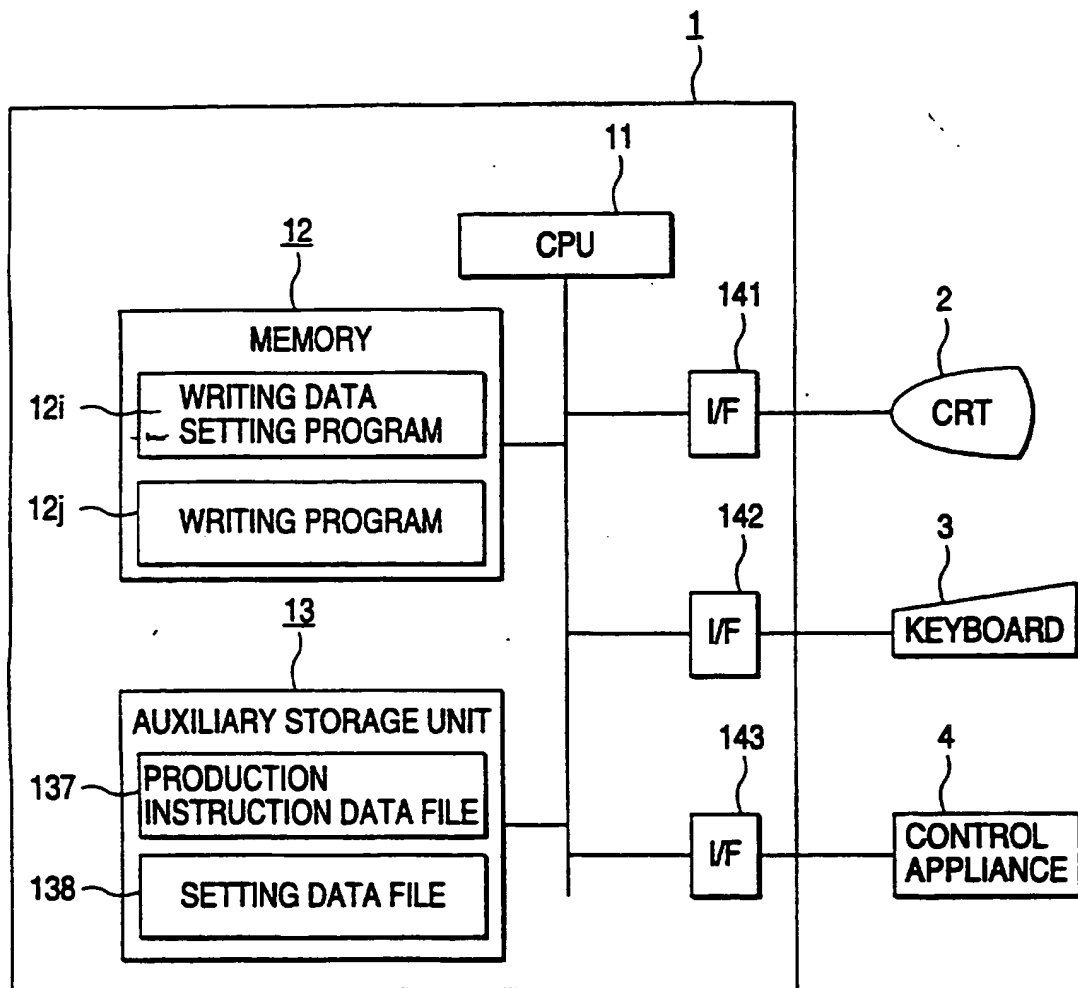 1
11
CPU
12
MEMORY
12i
WRITING DATA
SETTING PROGRAM
12j
WRITING PROGRAM
141
I/F
2
CRT
142
I/F
3
KEYBOARD
13
AUXILIARY STORAGE UNIT
137
PRODUCTION
INSTRUCTION DATA FILE
138
SETTING DATA FILE
143
I/F
4
CONTROL
APPLIANCE